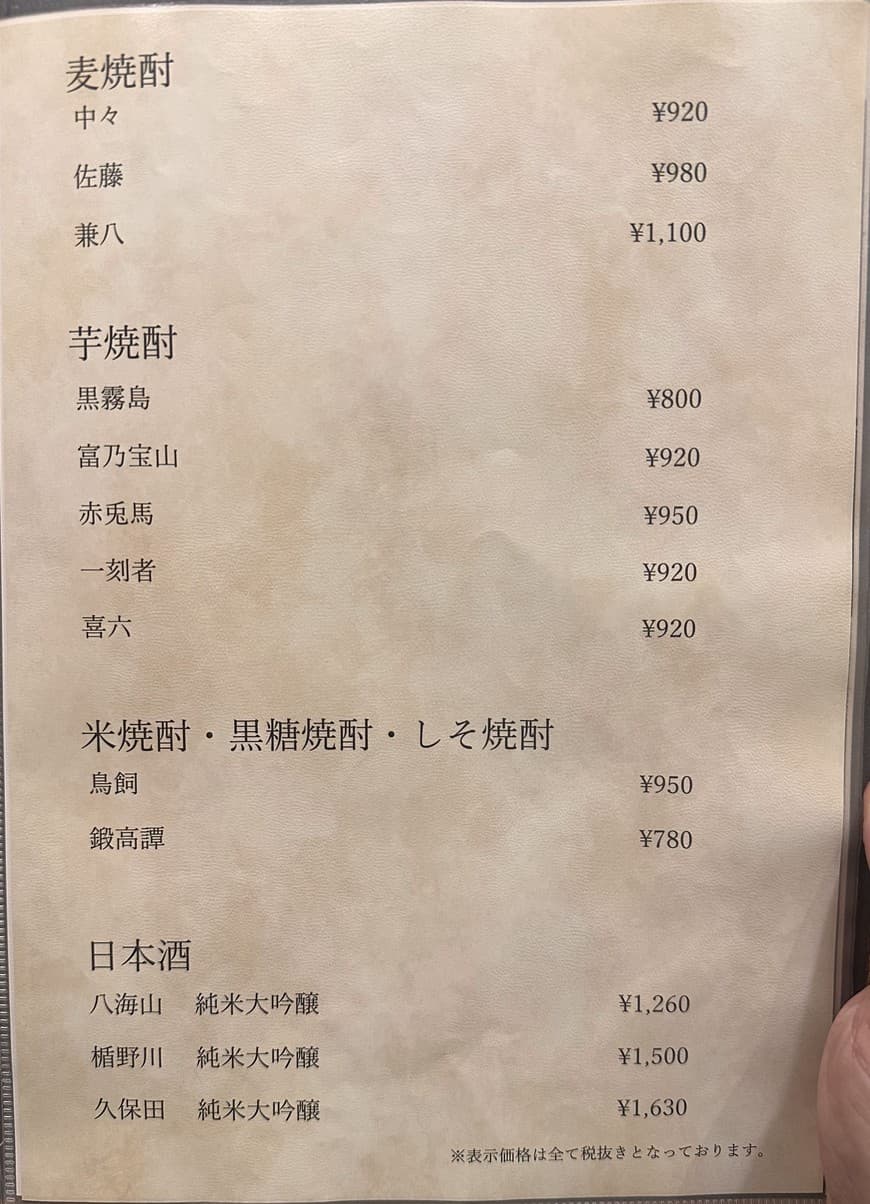 麦焼酎
中々 ¥920
佐藤 ¥980
兼八 ¥1,100
芋焼酎
黒霧島 ¥800
富乃宝山 ¥920
赤兎馬 ¥950
一刻者 ¥920
喜六 ¥920
米焼酎・黒糖焼酎・しそ焼酎
鳥飼 ¥950
鍛高譚 ¥780
日本酒
八海山 純米大吟醸 ¥1,260
楯野川 純米大吟醸 ¥1,500
久保田 純米大吟醸 ¥1,630
※表示価格は全て税抜きとなっております。